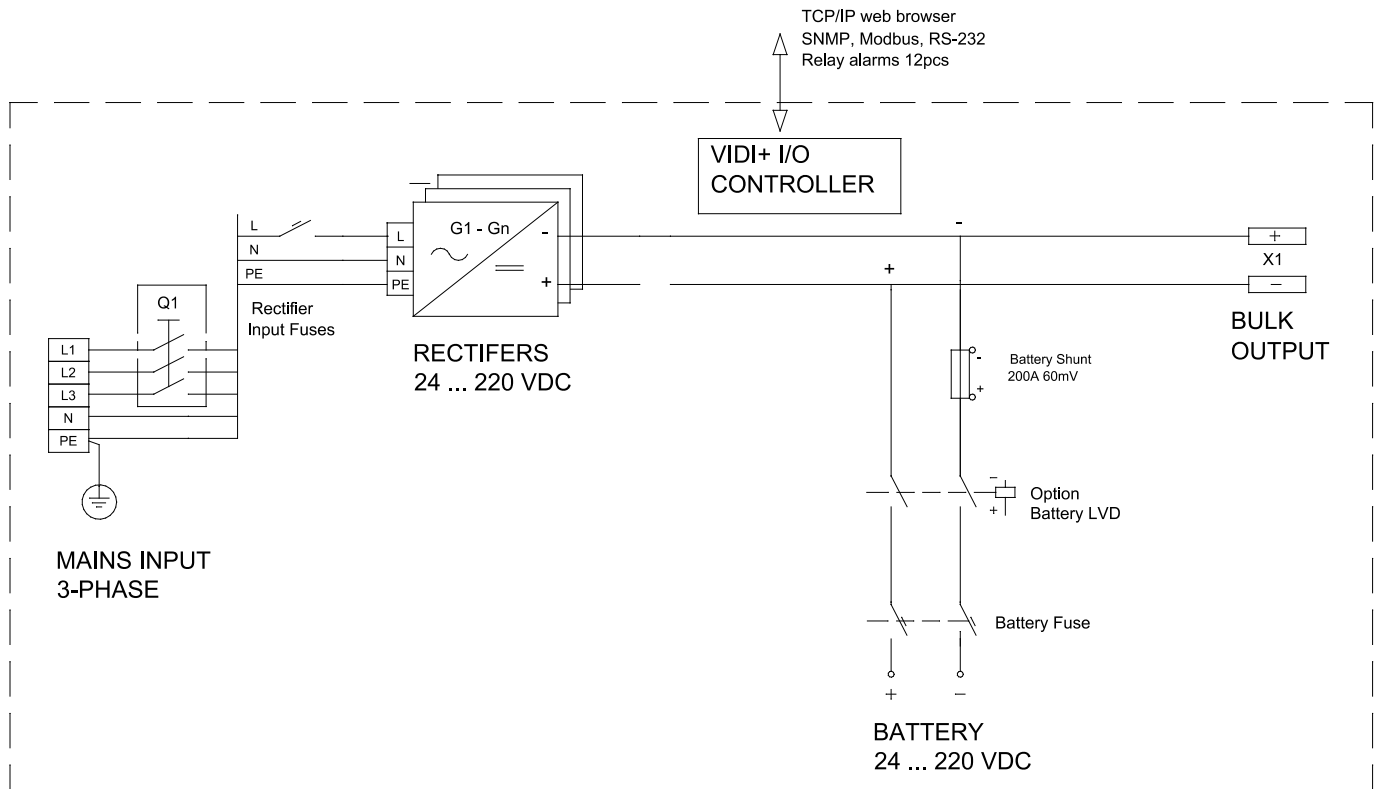 TCP/IP web browser
SNMP, Modbus, RS-232
Relay alarms 12pcs
VIDI+ I/O
CONTROLLER
L
N
PE
L
N
PE
G1 - Gn
-
+
-
+
+
X1
-
BULK
OUTPUT
Rectifier
Input Fuses
RECTIFERS
24 ... 220 VDC
Q1
L1
L2
L3
N
PE
MAINS INPUT
3-PHASE
-
+
Battery Shunt
200A 60mV
-
+
Option
Battery LVD
Battery Fuse
+
-
BATTERY
24 ... 220 VDC